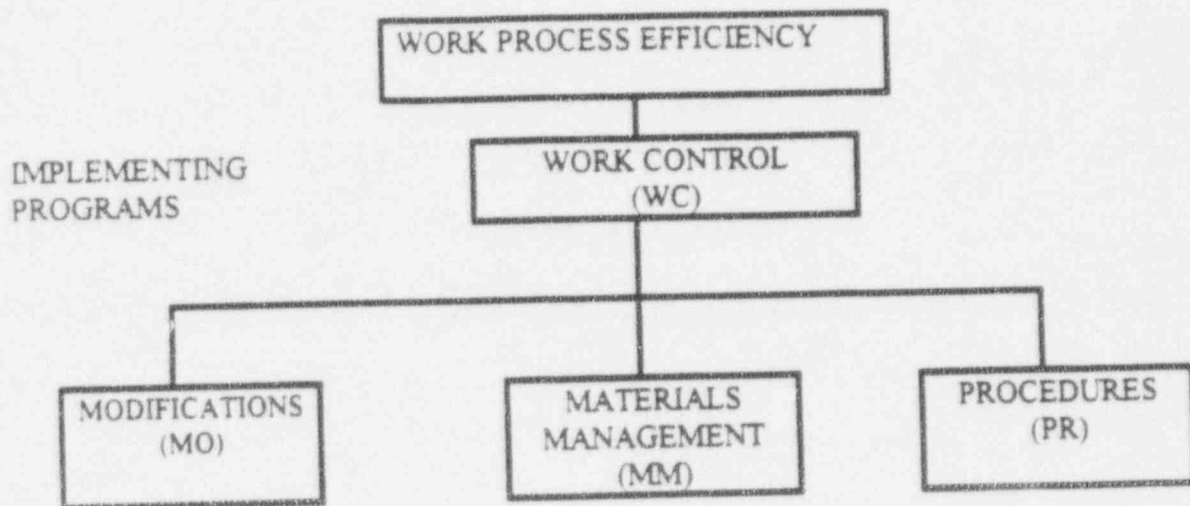 WORK PROCESS EFFICIENCY
IMPLEMENTING
PROGRAMS
WORK CONTROL
(WC)
MODIFICATIONS
(MO)
MATERIALS
MANAGEMENT
(MM)
PROCEDURES
(PR)